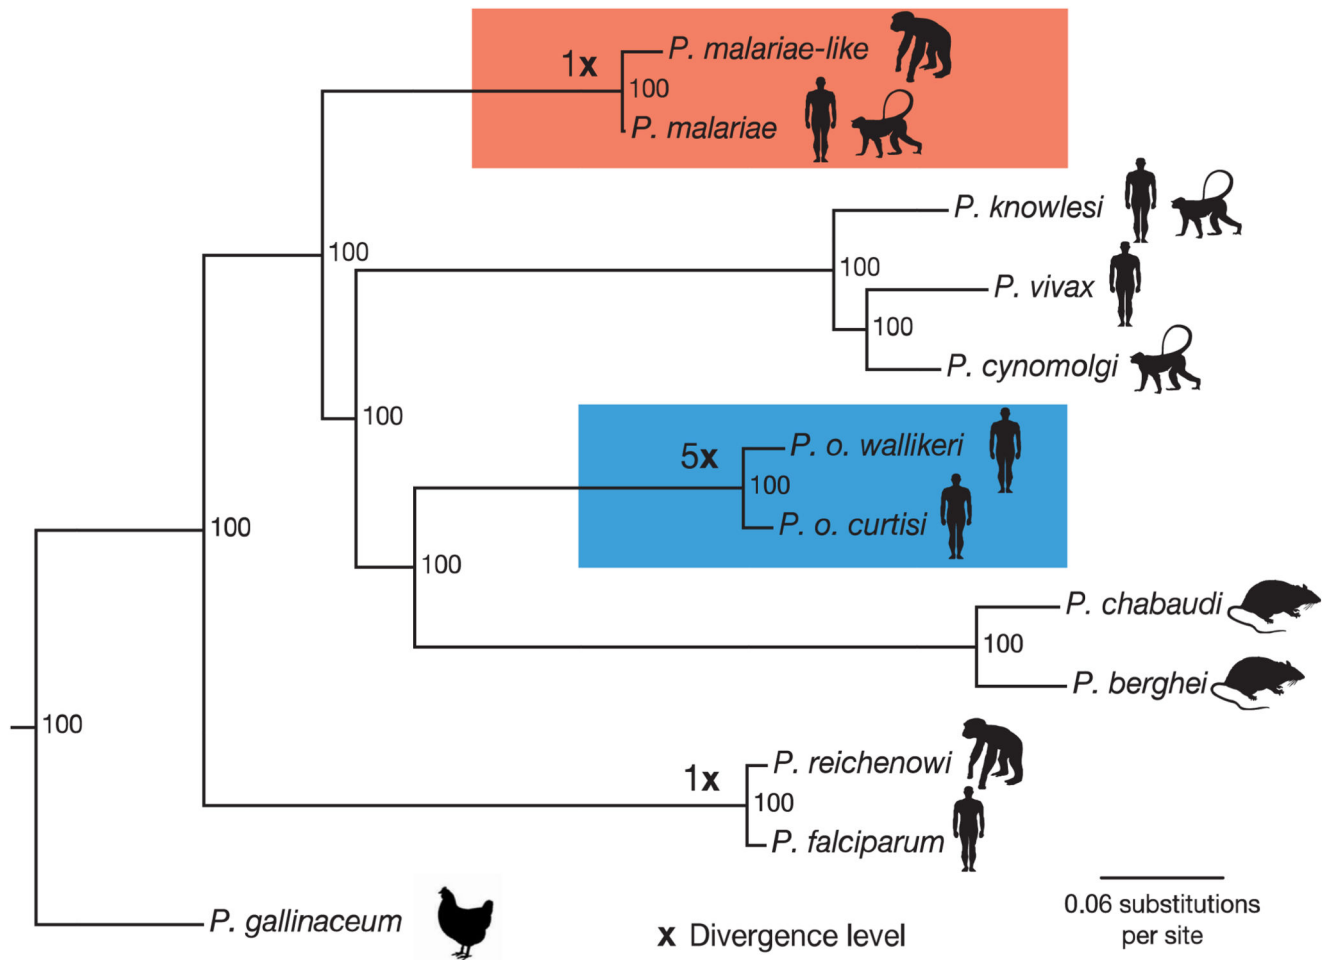 P. malariae-like
1x
100
P. malariae
P. knowlesi
100
100
P. vivax
100
P. cynomolgi
100
P. o. wallikeri
5x
100
P. o. curtisi
100
100
P. chabaudi
100
P. berghei
100
P. reichenowi
1x
100
P. falciparum
0.06 substitutions
per site
P. gallinaceum
x Divergence level